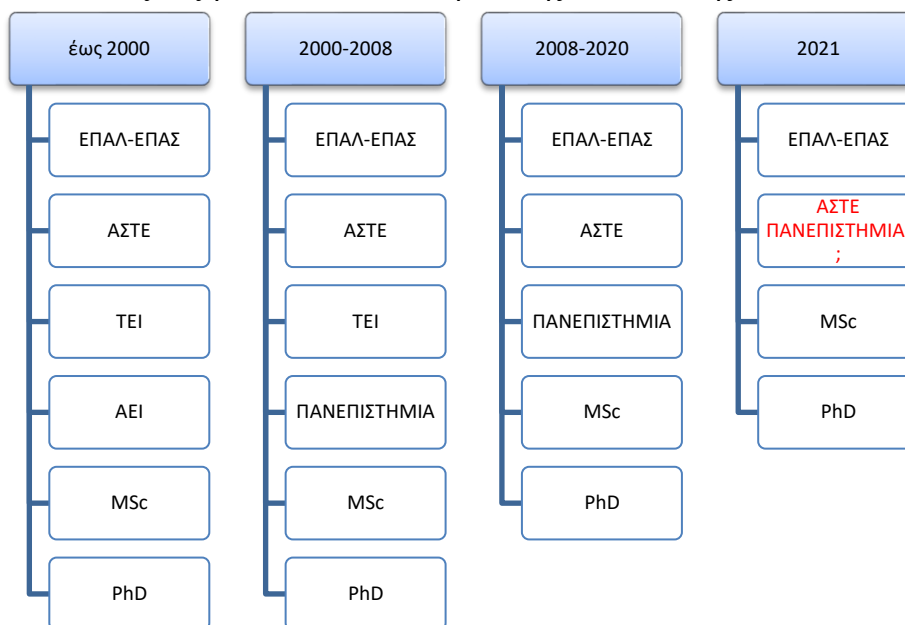 έως 2000
ΕΠΑΛ-ΕΠΑΣ
ΑΣΤΕ
ΤΕΙ
ΑΕΙ
MSc
PhD
2000-2008
ΕΠΑΛ-ΕΠΑΣ
ΑΣΤΕ
ΤΕΙ
ΠΑΝΕΠΙΣΤΗΜΙΑ
MSc
PhD
2008-2020
ΕΠΑΛ-ΕΠΑΣ
ΑΣΤΕ
ΠΑΝΕΠΙΣΤΗΜΙΑ
MSc
PhD
2021
ΕΠΑΛ-ΕΠΑΣ
ΑΣΤΕ
ΠΑΝΕΠΙΣΤΗΜΙΑ
;
MSc
PhD